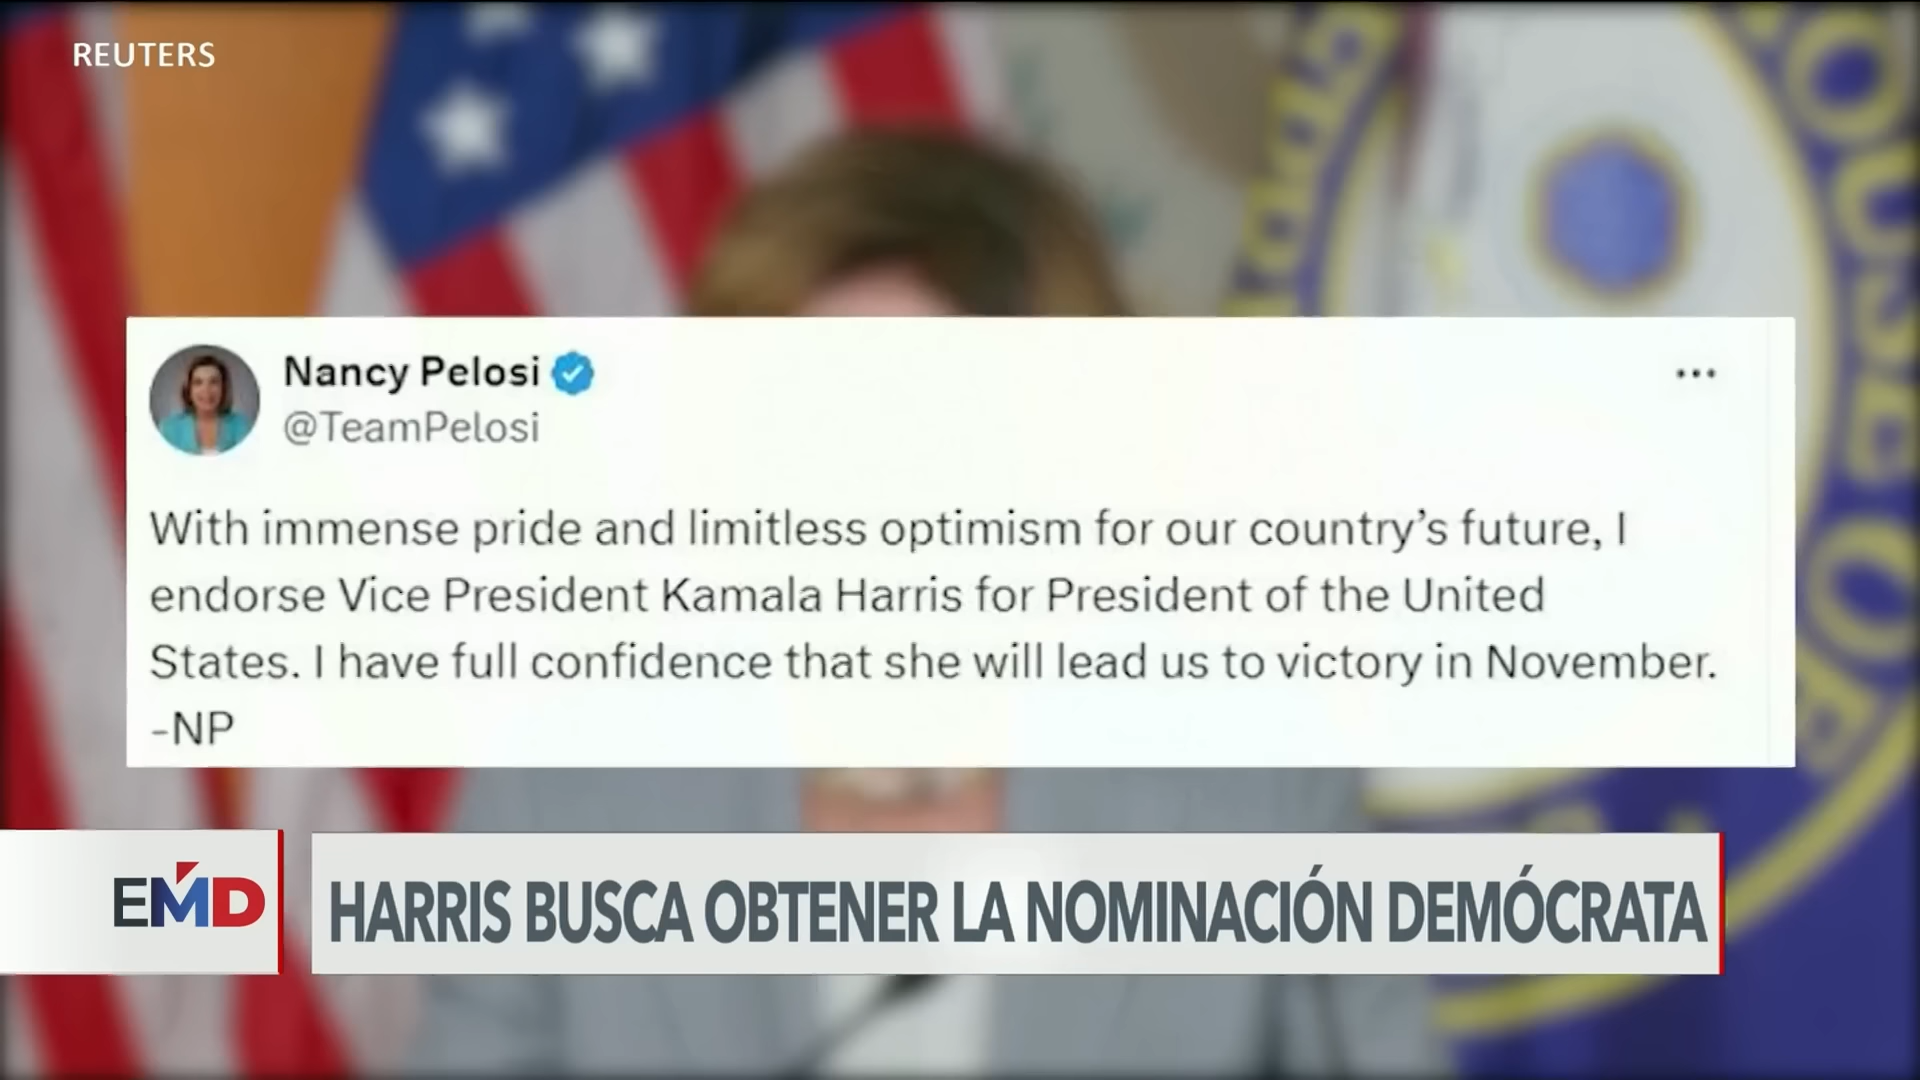 REUTERS
Nancy Pelosi
@TeamPelosi
With immense pride and limitless optimism for our country’s future, I
endorse Vice President Kamala Harris for President of the United
States. I have full confidence that she will lead us to victory in November.
-NP
EMD
HARRIS BUSCA OBTENER LA NOMINACIÓN DEMÓCRATA